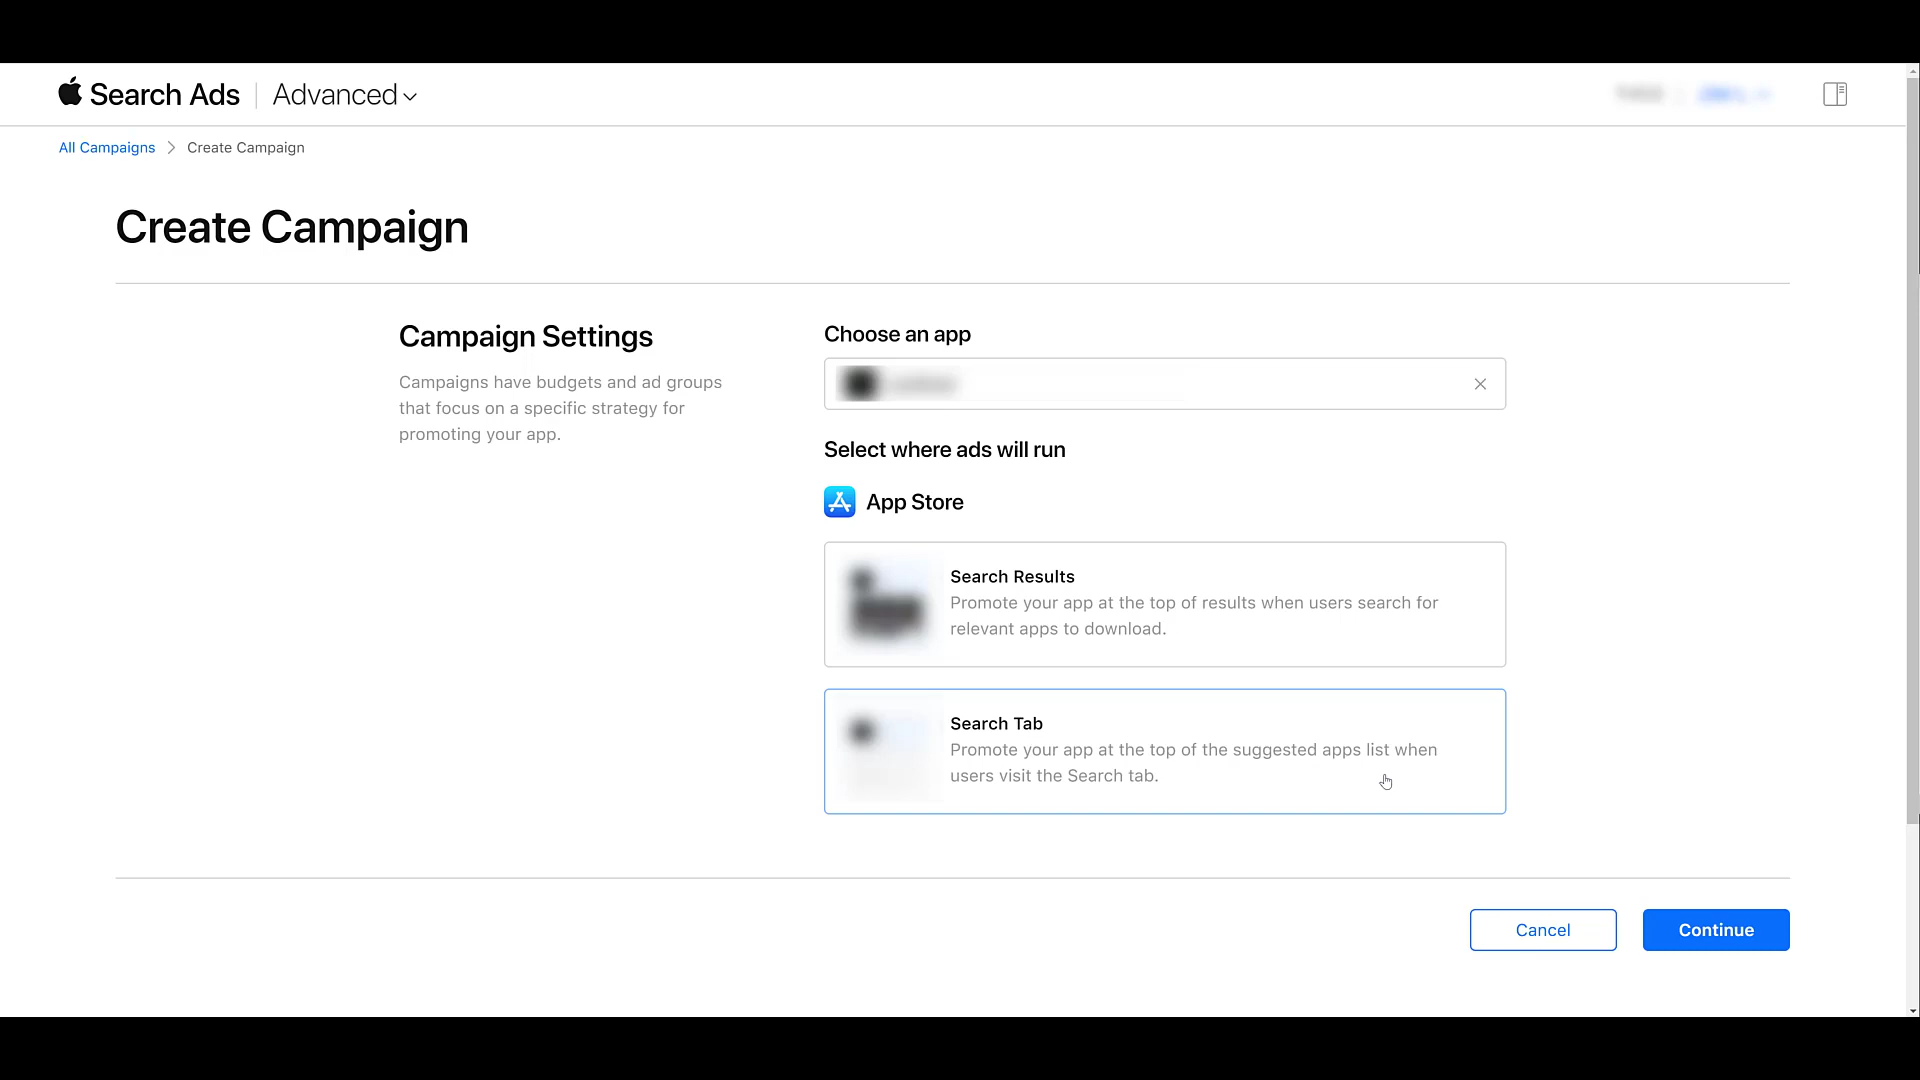 Search Ads
Advanced
All Campaigns
Create Campaign
Create Campaign
Campaign Settings
Campaigns have budgets and ad groups
that focus on a specific strategy for
promoting your app.
Choose an app
Select where ads will run
App Store
Search Results
Promote your app at the top of results when users search for
relevant apps to download.
Search Tab
Promote your app at the top of the suggested apps list when
users visit the Search tab.
Cancel
Continue